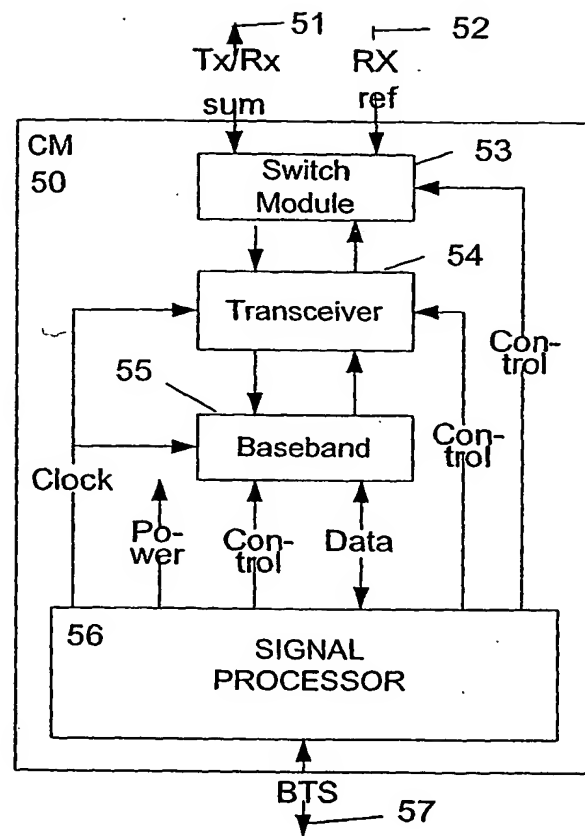 51
52
Tx/Rx
RX
sum
ref
CM
50
53
Switch
Module
54
Transceiver
55
Baseband
Con-
trol
Con-
trol
Clock
Po-
wer
Con-
trol
Data
56
SIGNAL
PROCESSOR
BTS
57